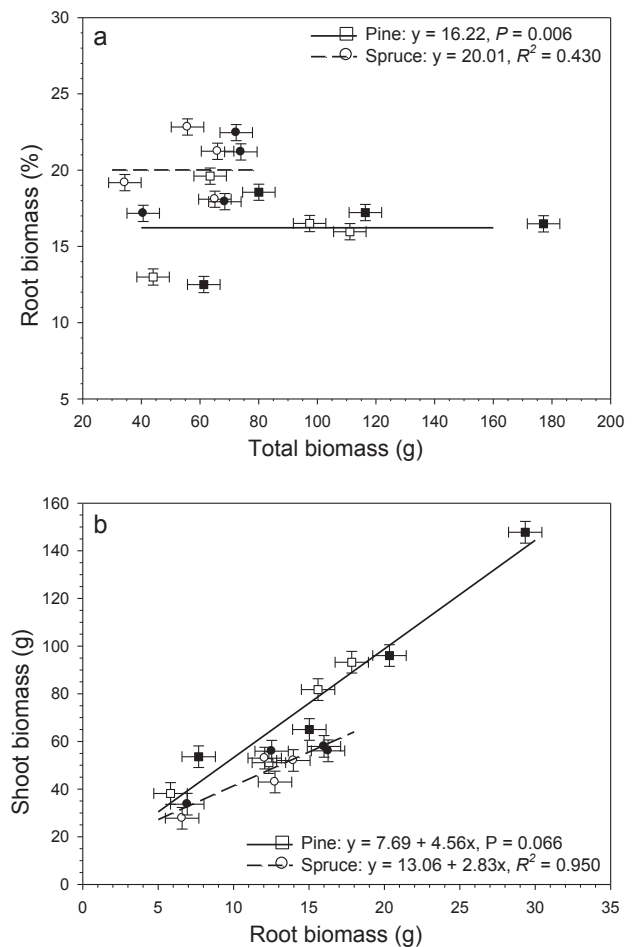 a
Pine: y = 16.22, P = 0.006
Spruce: y = 20.01, R² = 0.430
30
25
20
15
10
5
Root biomass (%)
20 40 60 80 100 120 140 160 180 200
Total biomass (g)
b
160
140
120
100
80
60
40
20
0
Shoot biomass (g)
Pine: y = 7.69 + 4.56x, P = 0.066
Spruce: y = 13.06 + 2.83x, R² = 0.950
0 5 10 15 20 25 30 35
Root biomass (g)